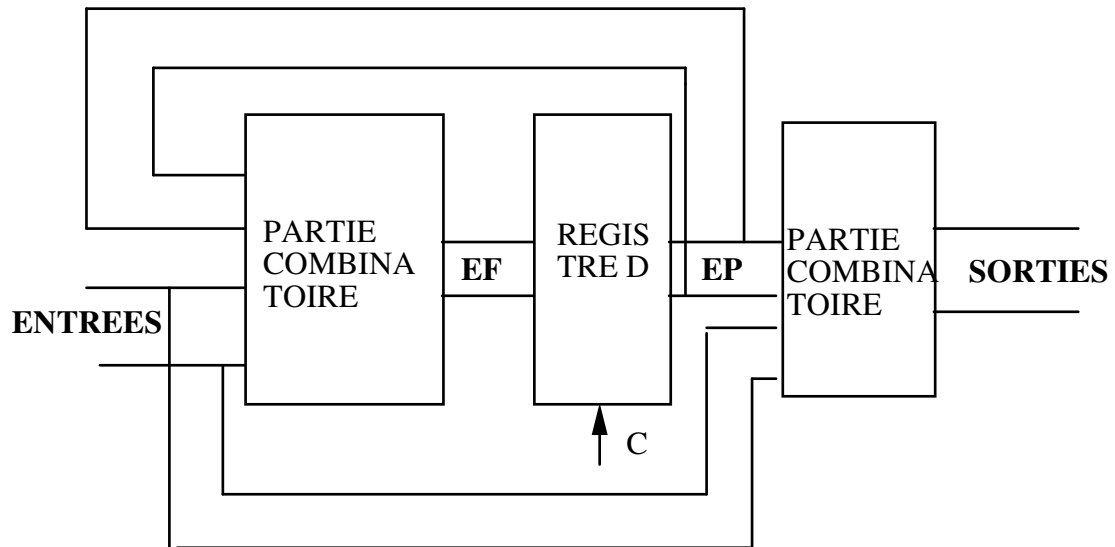 PARTIE
COMBINA
TOIRE
REGIS
TRE D
PARTIE
COMBINA
TOIRE
EF
EP
SORTIES
ENTREES
C